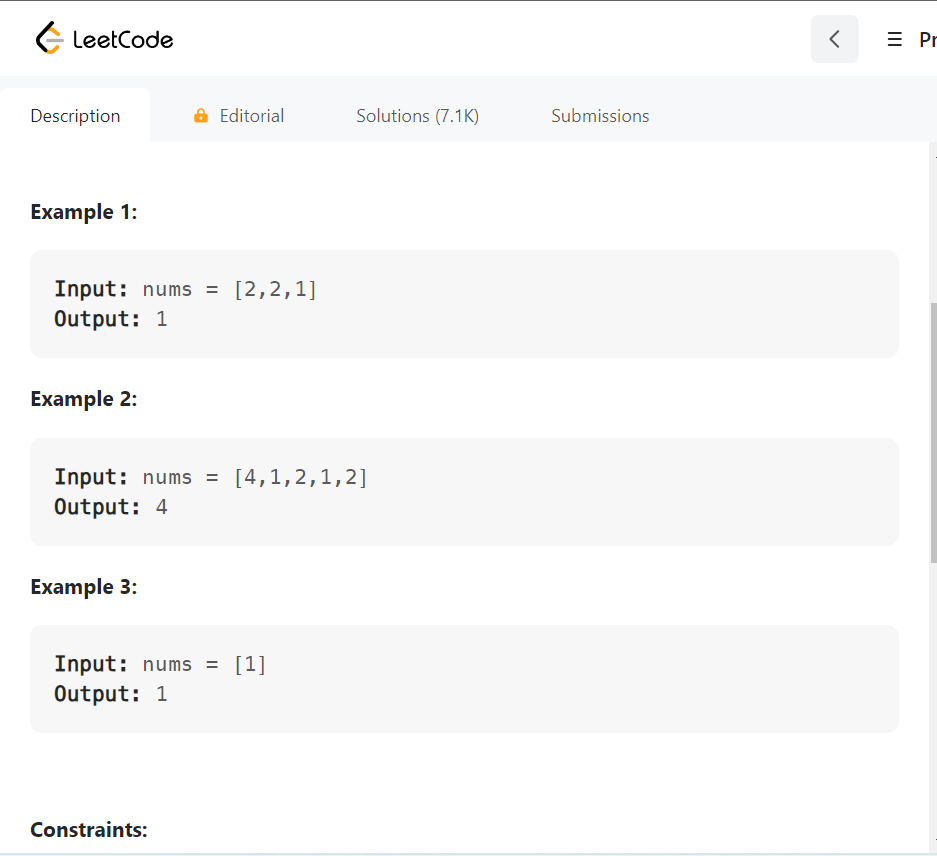 LeetCode
Description Editorial Solutions (7.1K) Submissions
Example 1:
Input: nums = [2,2,1]
Output: 1
Example 2:
Input: nums = [4,1,2,1,2]
Output: 4
Example 3:
Input: nums = [1]
Output: 1
Constraints: